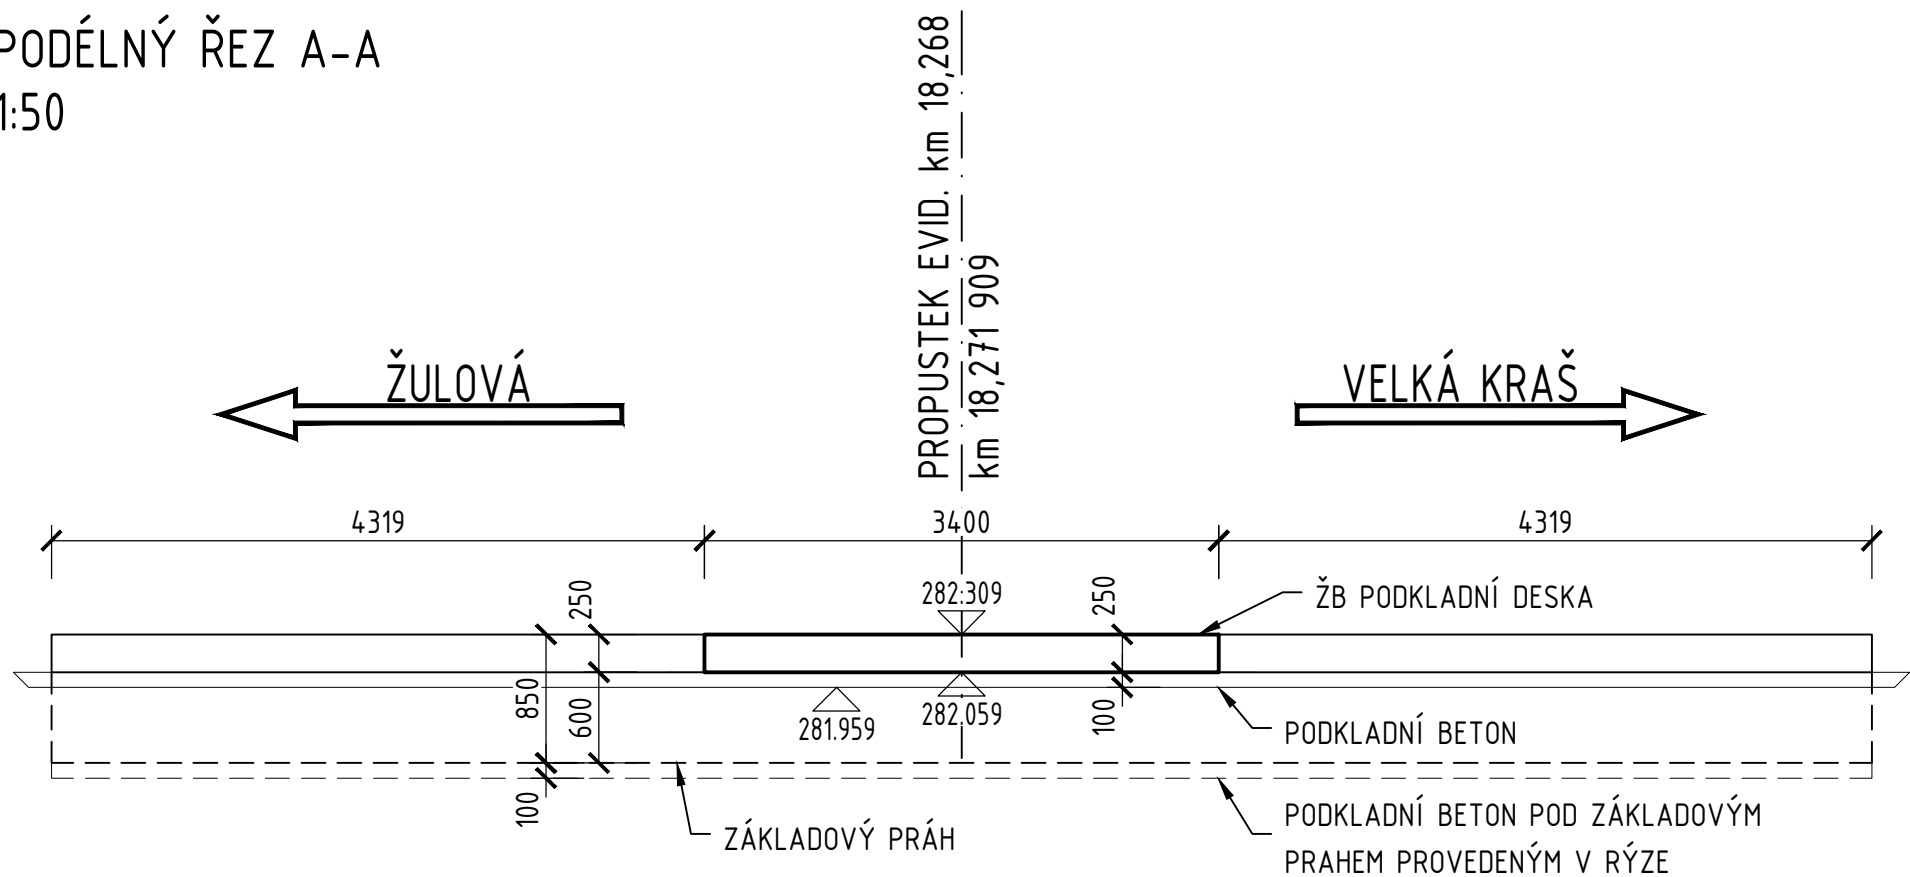 PODÉLNÝ ŘEZ A-A
1:50
PROPUSTEK EVID. km 18,268
km 18,271 909
ŽULOVÁ
VELKÁ KRAŠ
4319
3400
4319
250
282.309
250
ŽB PODKLADNÍ DESKA
850
600
281.959
282.059
100
PODKLADNÍ BETON
100
ZÁKLADOVÝ PRÁH
PODKLADNÍ BETON POD ZÁKLADOVÝM
PRAHEM PROVEDENÝM V RÝZE